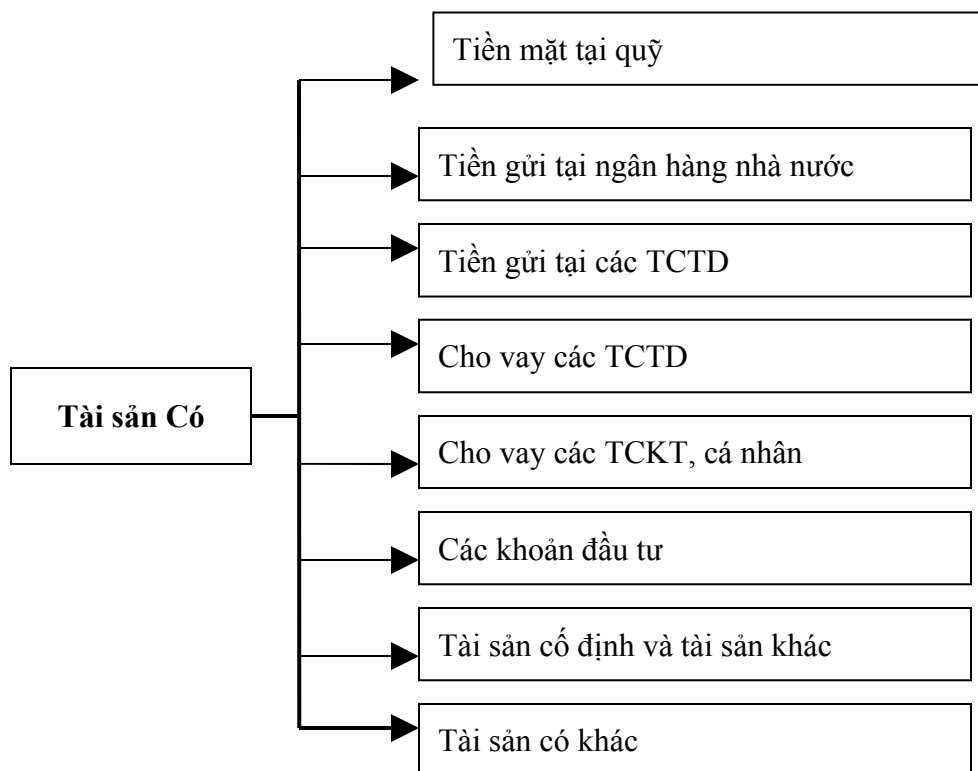 Tiền mặt tại quỹ
Tiền gửi tại ngân hàng nhà nước
Tiền gửi tại các TCTD
Cho vay các TCTD
Tài sản Có
Cho vay các TCKT, cá nhân
Các khoản đầu tư
Tài sản cố định và tài sản khác
Tài sản có khác